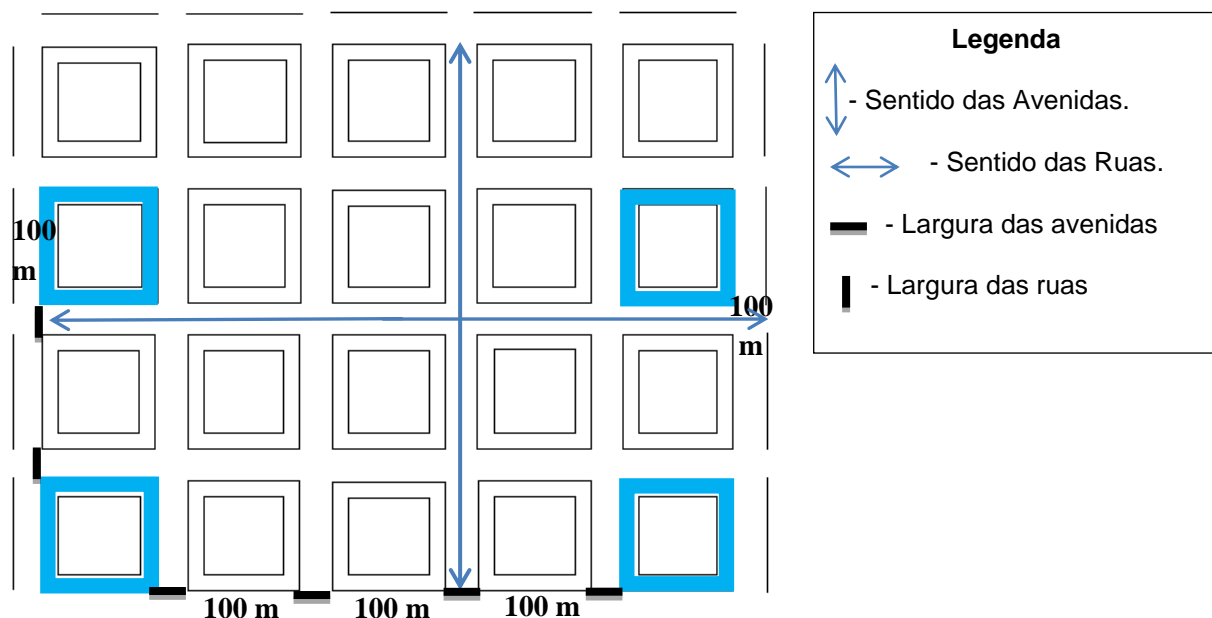 Legenda
- Sentido das Avenidas.
- Sentido das Ruas.
- Largura das avenidas
- Largura das ruas
100
m
100
m
100 m
100 m
100 m